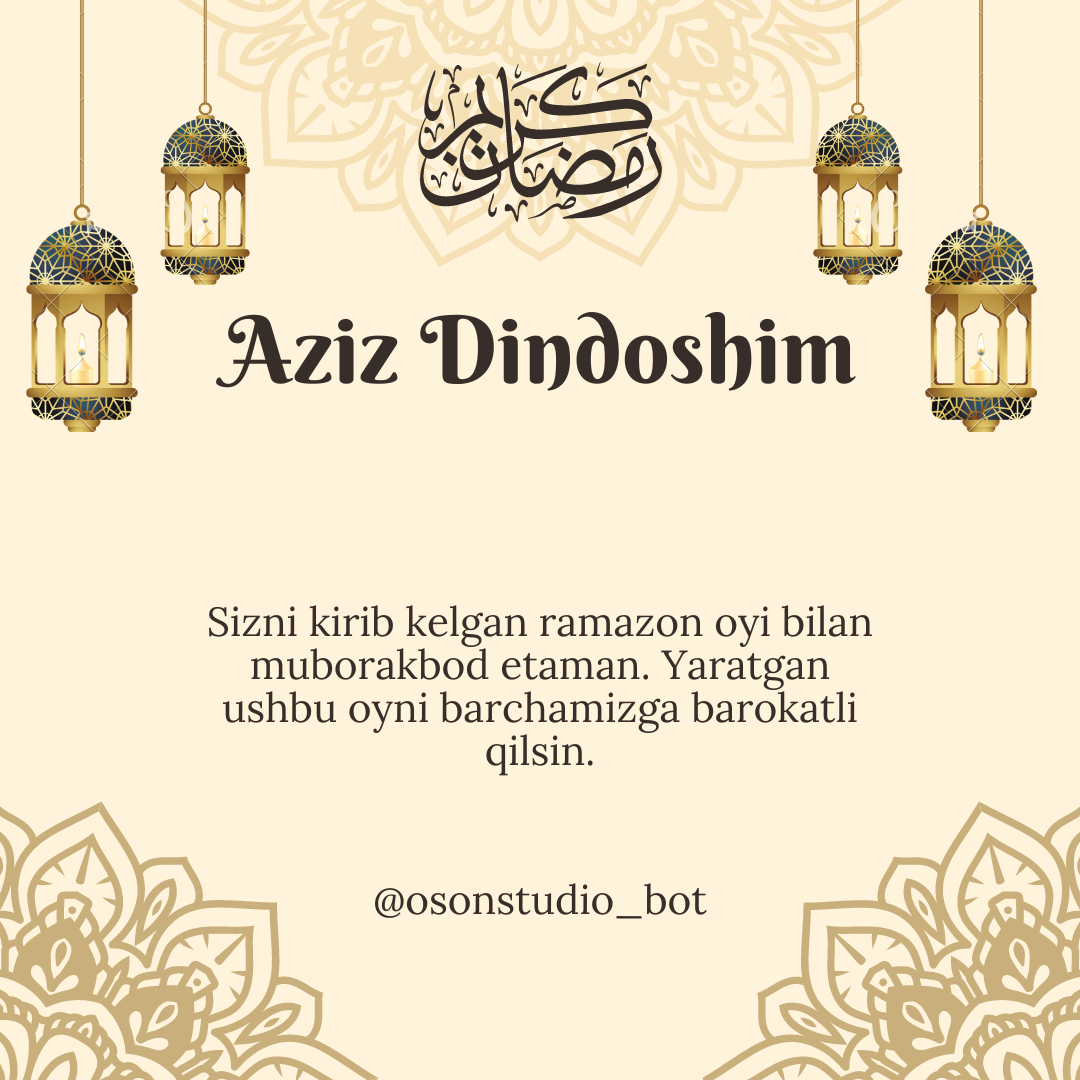 رمضان كريم
Aziz Dindoshim
Sizni kirib kelgan ramazon oyi bilan
muborakbod etaman. Yaratgan
ushbu oyni barchamizga barokatli
qilsin.
@osonstudio_bot